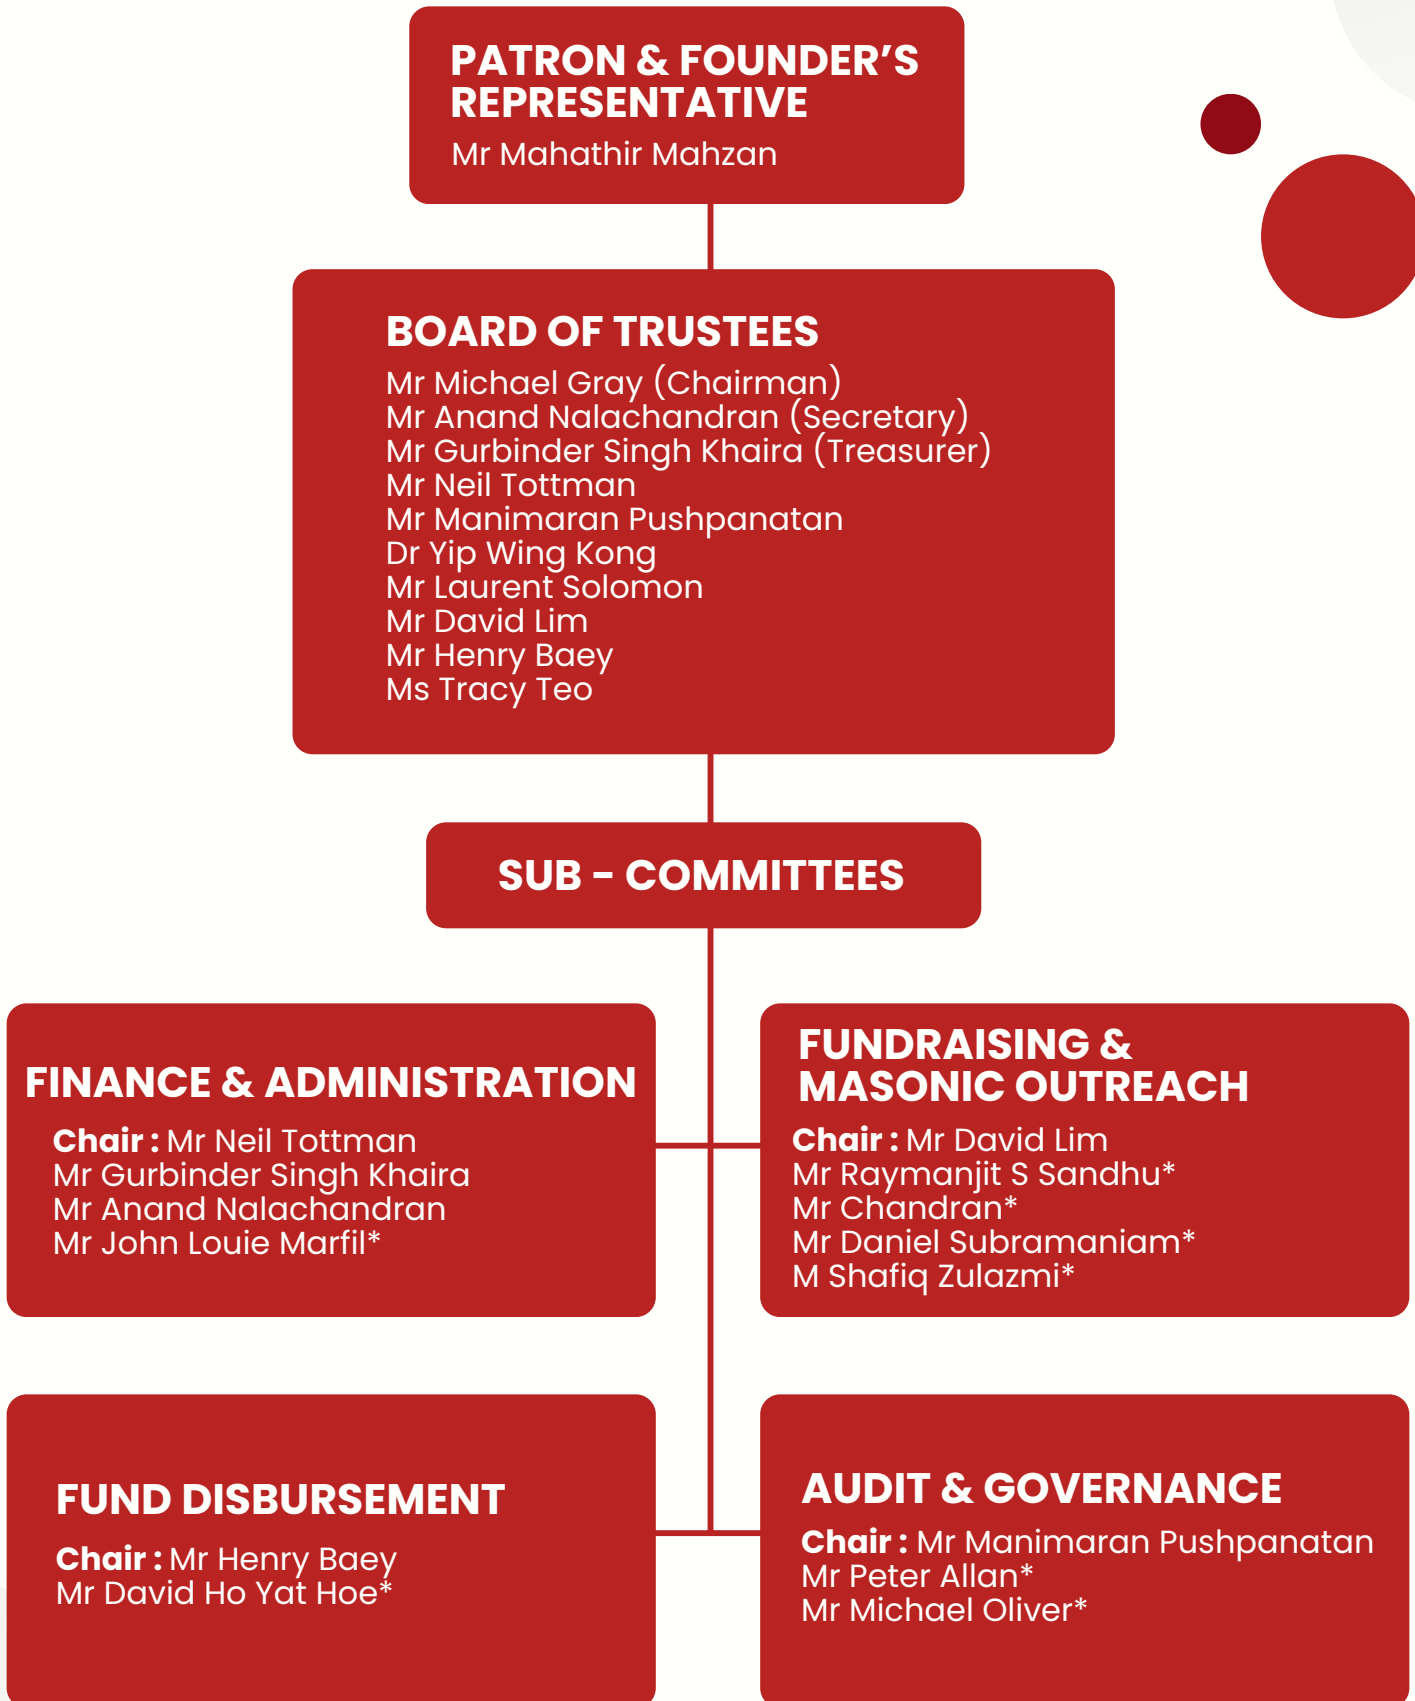 PATRON & FOUNDER’S
REPRESENTATIVE
Mr Mahathir Mahzan
BOARD OF TRUSTEES
Mr Michael Gray (Chairman)
Mr Anand Nalachandran (Secretary)
Mr Gurbinder Singh Khaira (Treasurer)
Mr Neil Tottman
Mr Manimaran Pushpanatan
Dr Yip Wing Kong
Mr Laurent Solomon
Mr David Lim
Mr Henry Baey
Ms Tracy Teo
SUB - COMMITTEES
FINANCE & ADMINISTRATION
Chair : Mr Neil Tottman
Mr Gurbinder Singh Khaira
Mr Anand Nalachandran
Mr John Louie Marfil*
FUNDRAISING &
MASONIC OUTREACH
Chair : Mr David Lim
Mr Raymanjit S Sandhu*
Mr Chandran*
Mr Daniel Subramaniam*
M Shafiq Zulazmi*
FUND DISBURSEMENT
Chair : Mr Henry Baey
Mr David Ho Yat Hoe*
AUDIT & GOVERNANCE
Chair : Mr Manimaran Pushpanatan
Mr Peter Allan*
Mr Michael Oliver*